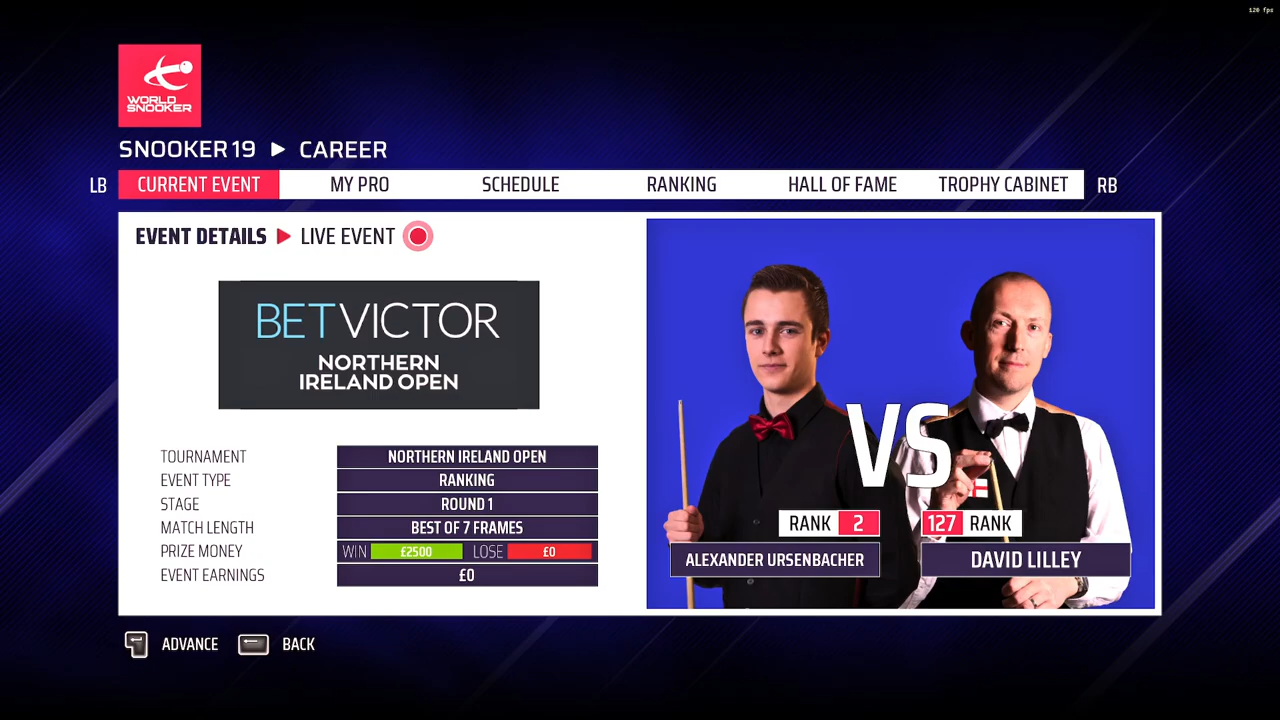 120 fps
WORLD
SNOOKER
SNOOKER 19 ▶ CAREER
LB CURRENT EVENT MY PRO SCHEDULE RANKING HALL OF FAME TROPHY CABINET RB
EVENT DETAILS ▶ LIVE EVENT
BETVICTOR
NORTHERN
IRELAND OPEN
TOURNAMENT NORTHERN IRELAND OPEN
EVENT TYPE RANKING
STAGE ROUND 1
MATCH LENGTH BEST OF 7 FRAMES
PRIZE MONEY WIN £2500 LOSE £0
EVENT EARNINGS £0
VS
RANK 2
127 RANK
ALEXANDER URSENBACHER
DAVID LILLEY
ADVANCE BACK